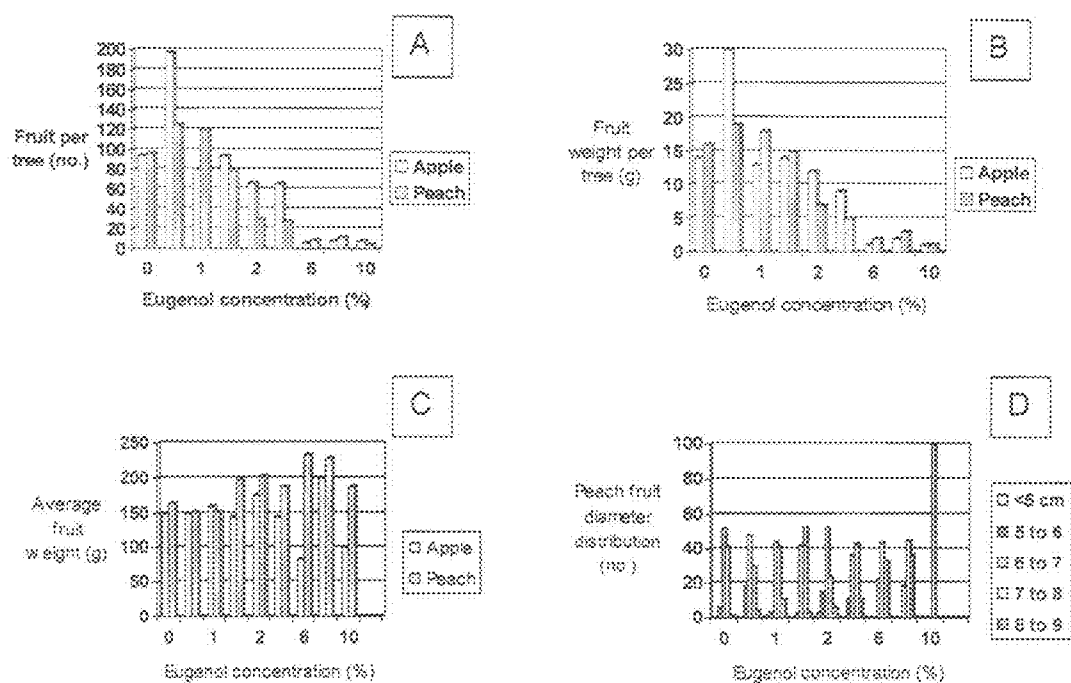 A
200
180
160
140
120
100
80
60
40
20
0
Fruit per
tree (no.)
Apple
Peach
0 1 2 6 10
Eugenol concentration (%)
B
30
25
20
15
10
5
0
Fruit
weight per
tree (g)
Apple
Peach
0 1 2 6 10
Eugenol concentration (%)
C
250
200
150
100
50
0
Average
fruit
weight (g)
Apple
Peach
0 1 2 6 10
Eugenol concentration (%)
D
100
80
60
40
20
0
Peach fruit
diameter
distribution
(no.)
<5 cm
5 to 6
6 to 7
7 to 8
8 to 9
0 1 2 6 10
Eugenol concentration (%)